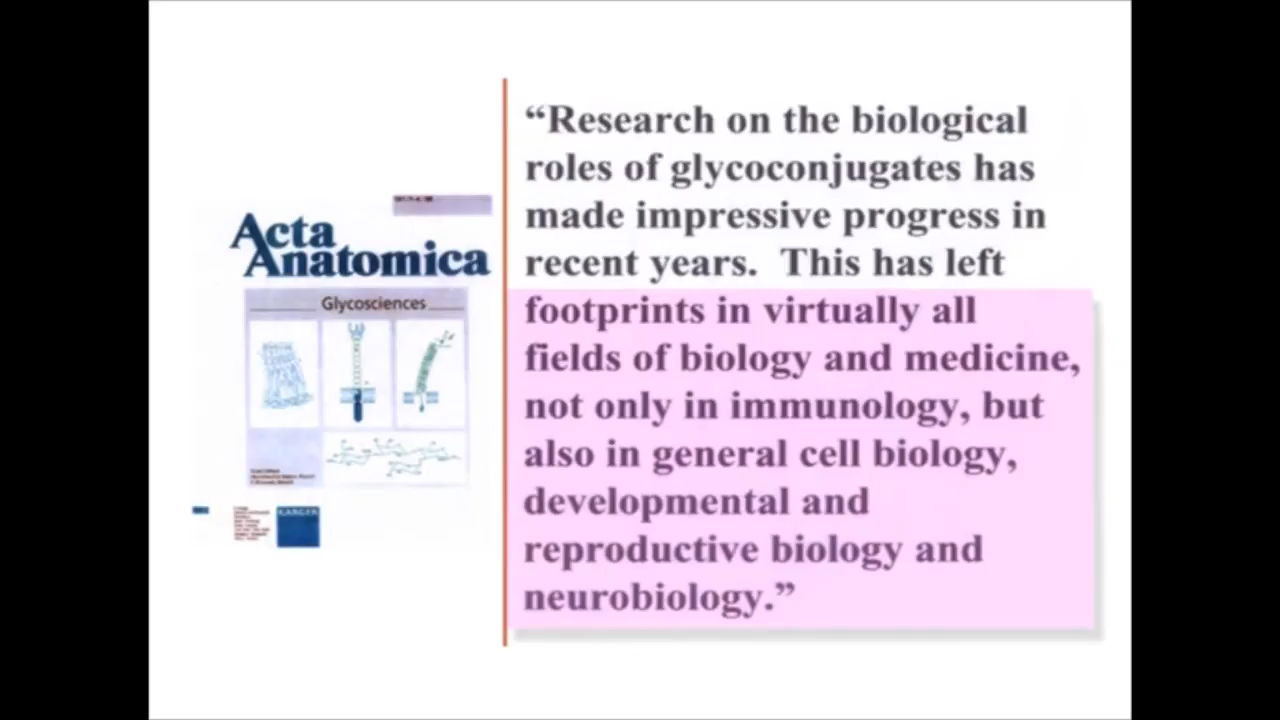 Acta
Anatomica
Glycosciences
KARGER
“Research on the biological
roles of glycoconjugates has
made impressive progress in
recent years.  This has left
footprints in virtually all
fields of biology and medicine,
not only in immunology, but
also in general cell biology,
developmental and
reproductive biology and
neurobiology.”